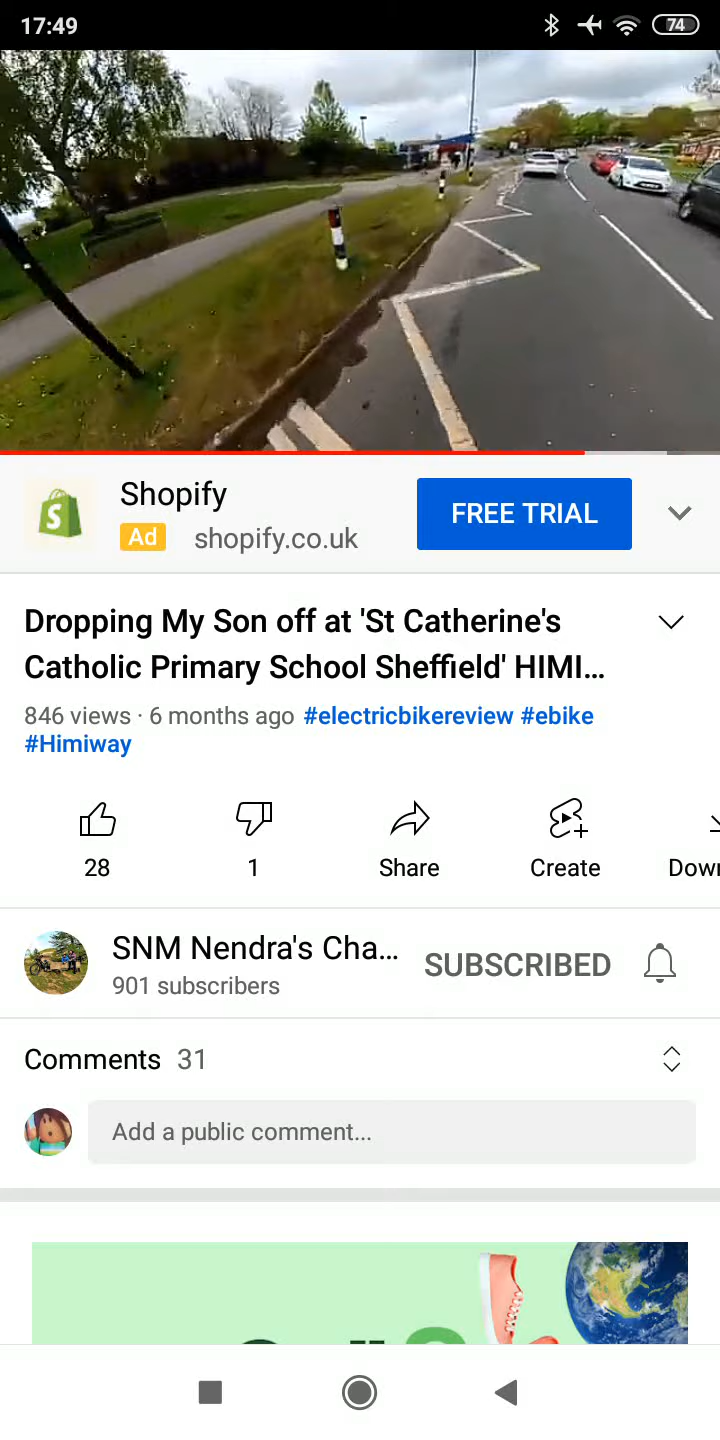 17:49
74
Shopify
Ad shopify.co.uk
FREE TRIAL
Dropping My Son off at 'St Catherine's
Catholic Primary School Sheffield' HIMI...
846 views · 6 months ago #electricbikereview #ebike
#Himiway
28
1
Share
Create
Down
SNM Nendra's Cha...
901 subscribers
SUBSCRIBED
Comments 31
Add a public comment...